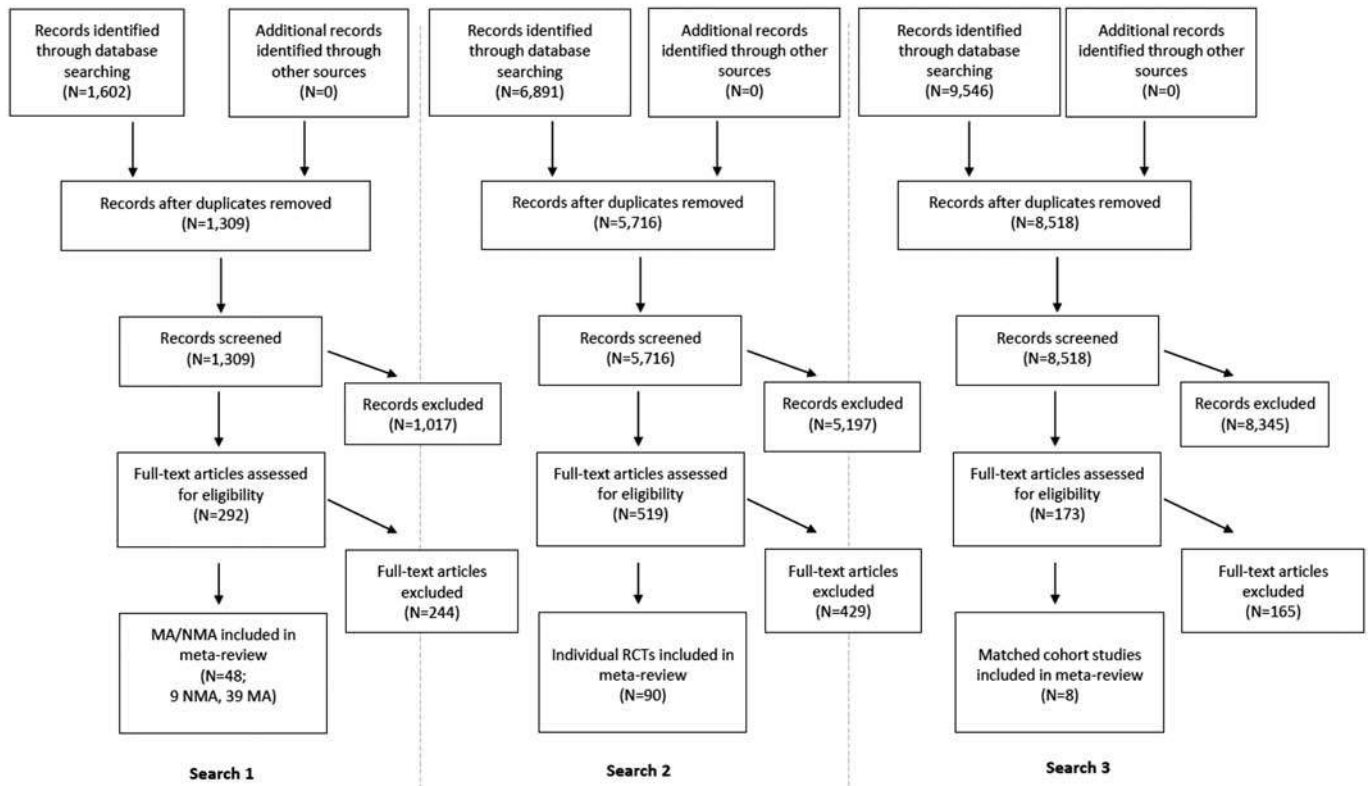 Records identified
through database
searching
(N=1,602)
Additional records
identified through
other sources
(N=0)
Records after duplicates removed
(N=1,309)
Records screened
(N=1,309)
Records excluded
(N=1,017)
Full-text articles assessed
for eligibility
(N=292)
Full-text articles
excluded
(N=244)
MA/NMA included in
meta-review
(N=48;
9 NMA, 39 MA)
Search 1
Records identified
through database
searching
(N=6,891)
Additional records
identified through other
sources
(N=0)
Records after duplicates removed
(N=5,716)
Records screened
(N=5,716)
Records excluded
(N=5,197)
Full-text articles assessed
for eligibility
(N=519)
Full-text articles
excluded
(N=429)
Individual RCTs included in
meta-review
(N=90)
Search 2
Records identified
through database
searching
(N=9,546)
Additional records
identified through other
sources
(N=0)
Records after duplicates removed
(N=8,518)
Records screened
(N=8,518)
Records excluded
(N=8,345)
Full-text articles assessed
for eligibility
(N=173)
Full-text articles
excluded
(N=165)
Matched cohort studies
included in meta-review
(N=8)
Search 3